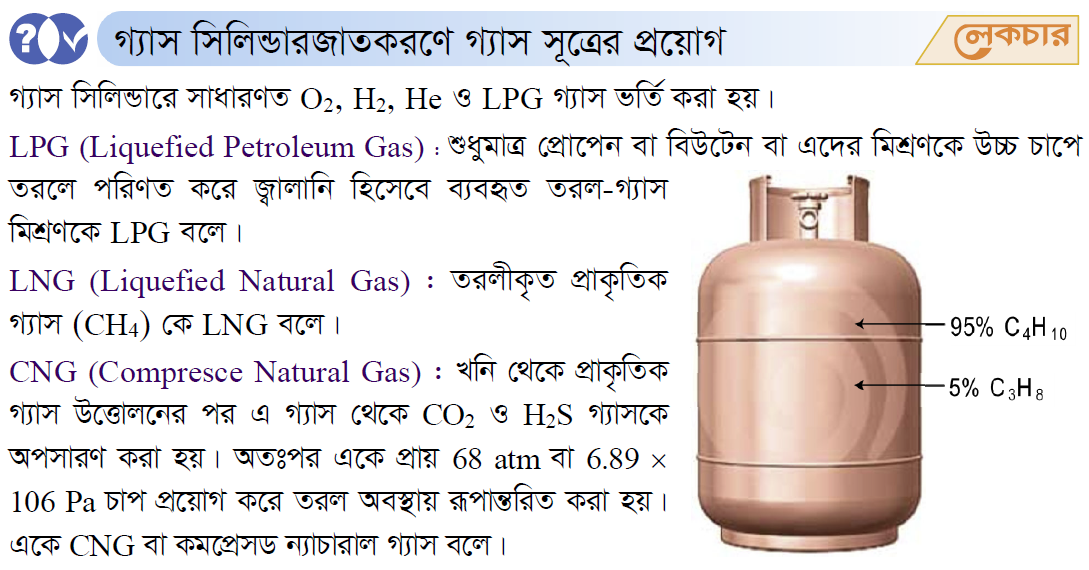 গ্যাস সিলিন্ডারজাতকরণে গ্যাস সূত্রের প্রয়োগ
লেকচার
গ্যাস সিলিন্ডারে সাধারণত O₂, H₂, He ও LPG গ্যাস ভর্তি করা হয়।
LPG (Liquefied Petroleum Gas) : শুধুমাত্র প্রোপেন বা বিউটেন বা এদের মিশ্রণকে উচ্চ চাপে
তরলে পরিণত করে জ্বালানি হিসেবে ব্যবহৃত তরল-গ্যাস
মিশ্রণকে LPG বলে।
LNG (Liquefied Natural Gas) : তরলীকৃত প্রাকৃতিক
গ্যাস (CH₄) কে LNG বলে।
CNG (Compresce Natural Gas) : খনি থেকে প্রাকৃতিক
গ্যাস উত্তোলনের পর এ গ্যাস থেকে CO₂ ও H₂S গ্যাসকে
অপসারণ করা হয়। অতঃপর একে প্রায় 68 atm বা 6.89 ×
106 Pa চাপ প্রয়োগ করে তরল অবস্থায় রূপান্তরিত করা হয়।
একে CNG বা কমপ্রেসড ন্যাচারাল গ্যাস বলে।
95% C₄H₁₀
5% C₃H₈